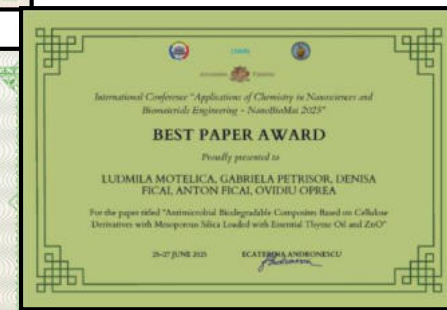 International Conference "Applications of Chemistry in Nanosciences and
Biomaterials Engineering - NanoBioMat 2025"
BEST PAPER AWARD
Proudly presented to
LUDMILA MOTELICA, GABRIELA PETRISOR, DENISA
FICAI, ANTON FICAI, OVIDIU OPREA
For the paper titled "Antimicrobial Biodegradable Composites Based on Cellulose
Derivatives with Mesoporous Silica Loaded with Essential Thyme Oil and ZnO"
25-27 JUNE 2025
ECATERINA ANDRONESCU